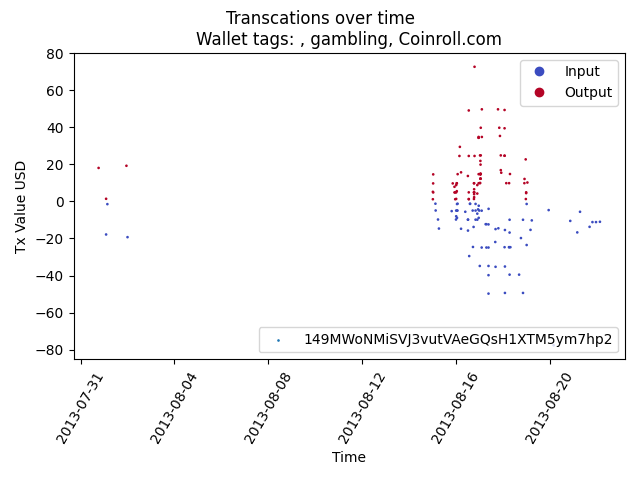 Transcations over time
Wallet tags: , gambling, Coinroll.com
Input
Output
Tx Value USD
80
60
40
20
0
−20
−40
−60
−80
149MWoNMiSVJ3vutVAeGQsH1XTM5ym7hp2
2013-07-31
2013-08-04
2013-08-08
2013-08-12
2013-08-16
2013-08-20
Time